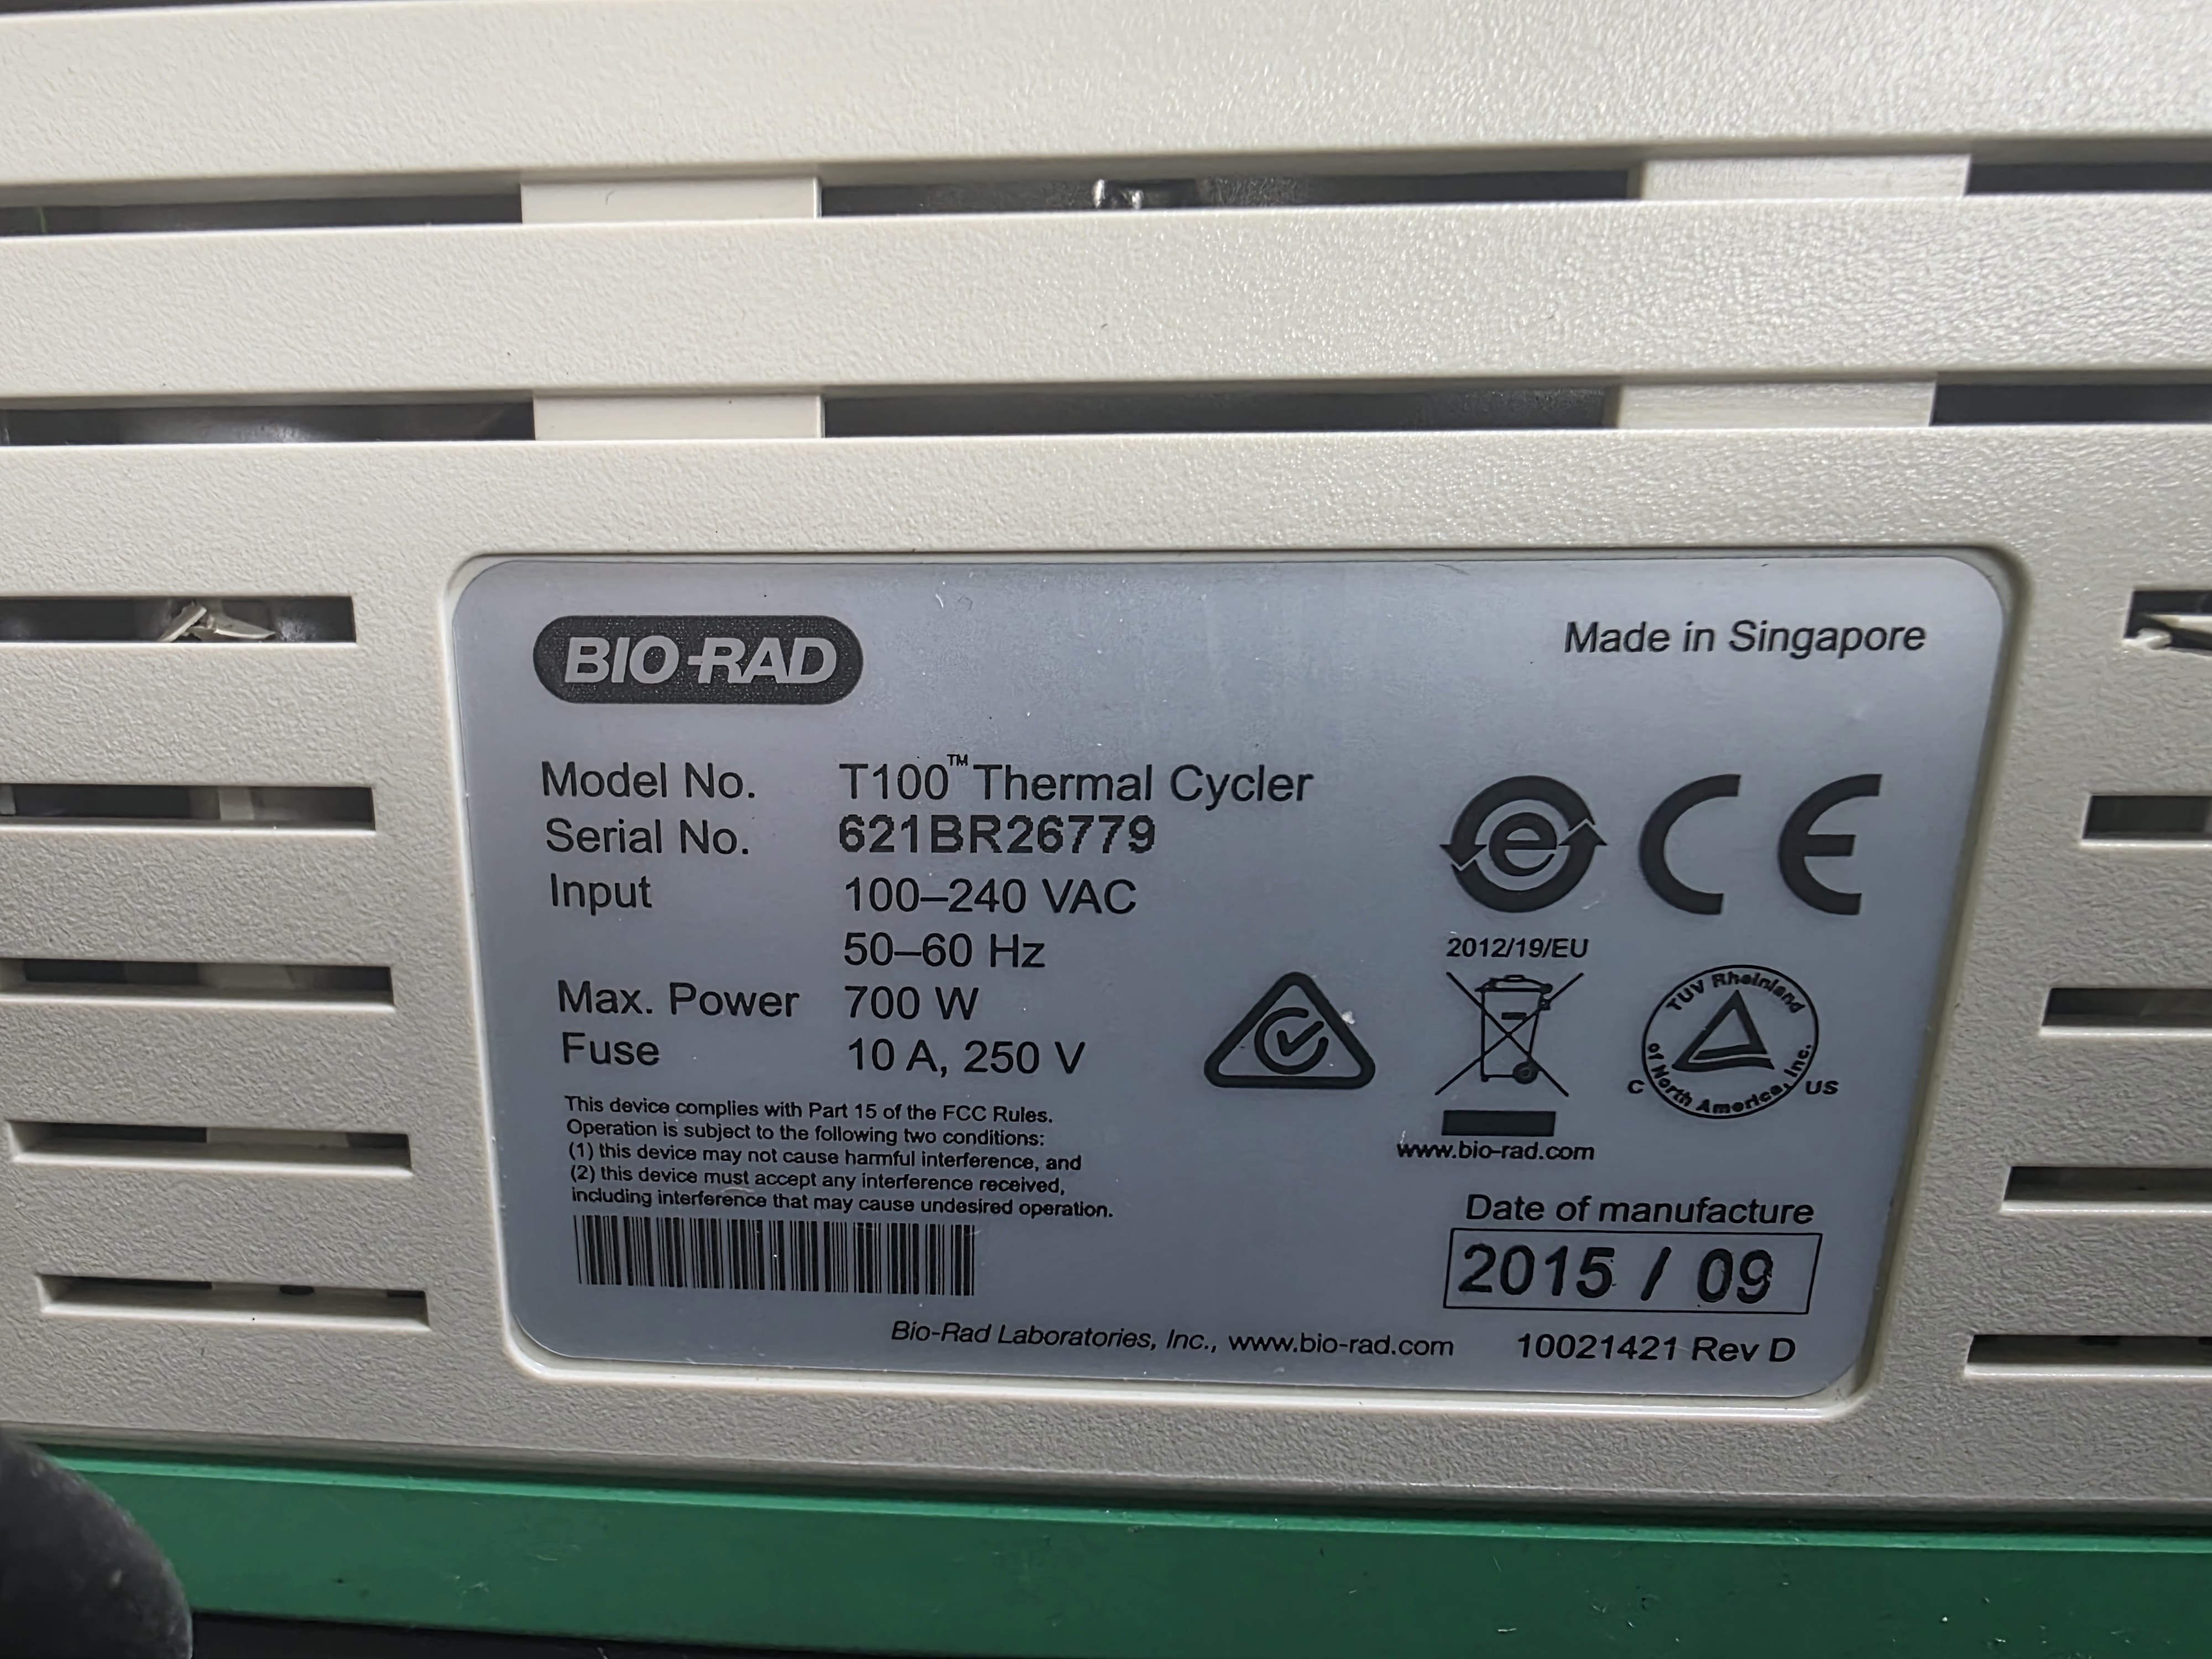 BIO-RAD
Made in Singapore
Model No. T100™ Thermal Cycler
Serial No. 621BR26779
Input 100–240 VAC
50–60 Hz
Max. Power 700 W
Fuse 10 A, 250 V
e CE
2012/19/EU
TUV Rheinland
of North America, Inc.
C US
www.bio-rad.com
This device complies with Part 15 of the FCC Rules.
Operation is subject to the following two conditions:
(1) this device may not cause harmful interference, and
(2) this device must accept any interference received,
including interference that may cause undesired operation.
Date of manufacture
2015 / 09
Bio-Rad Laboratories, Inc., www.bio-rad.com 10021421 Rev D